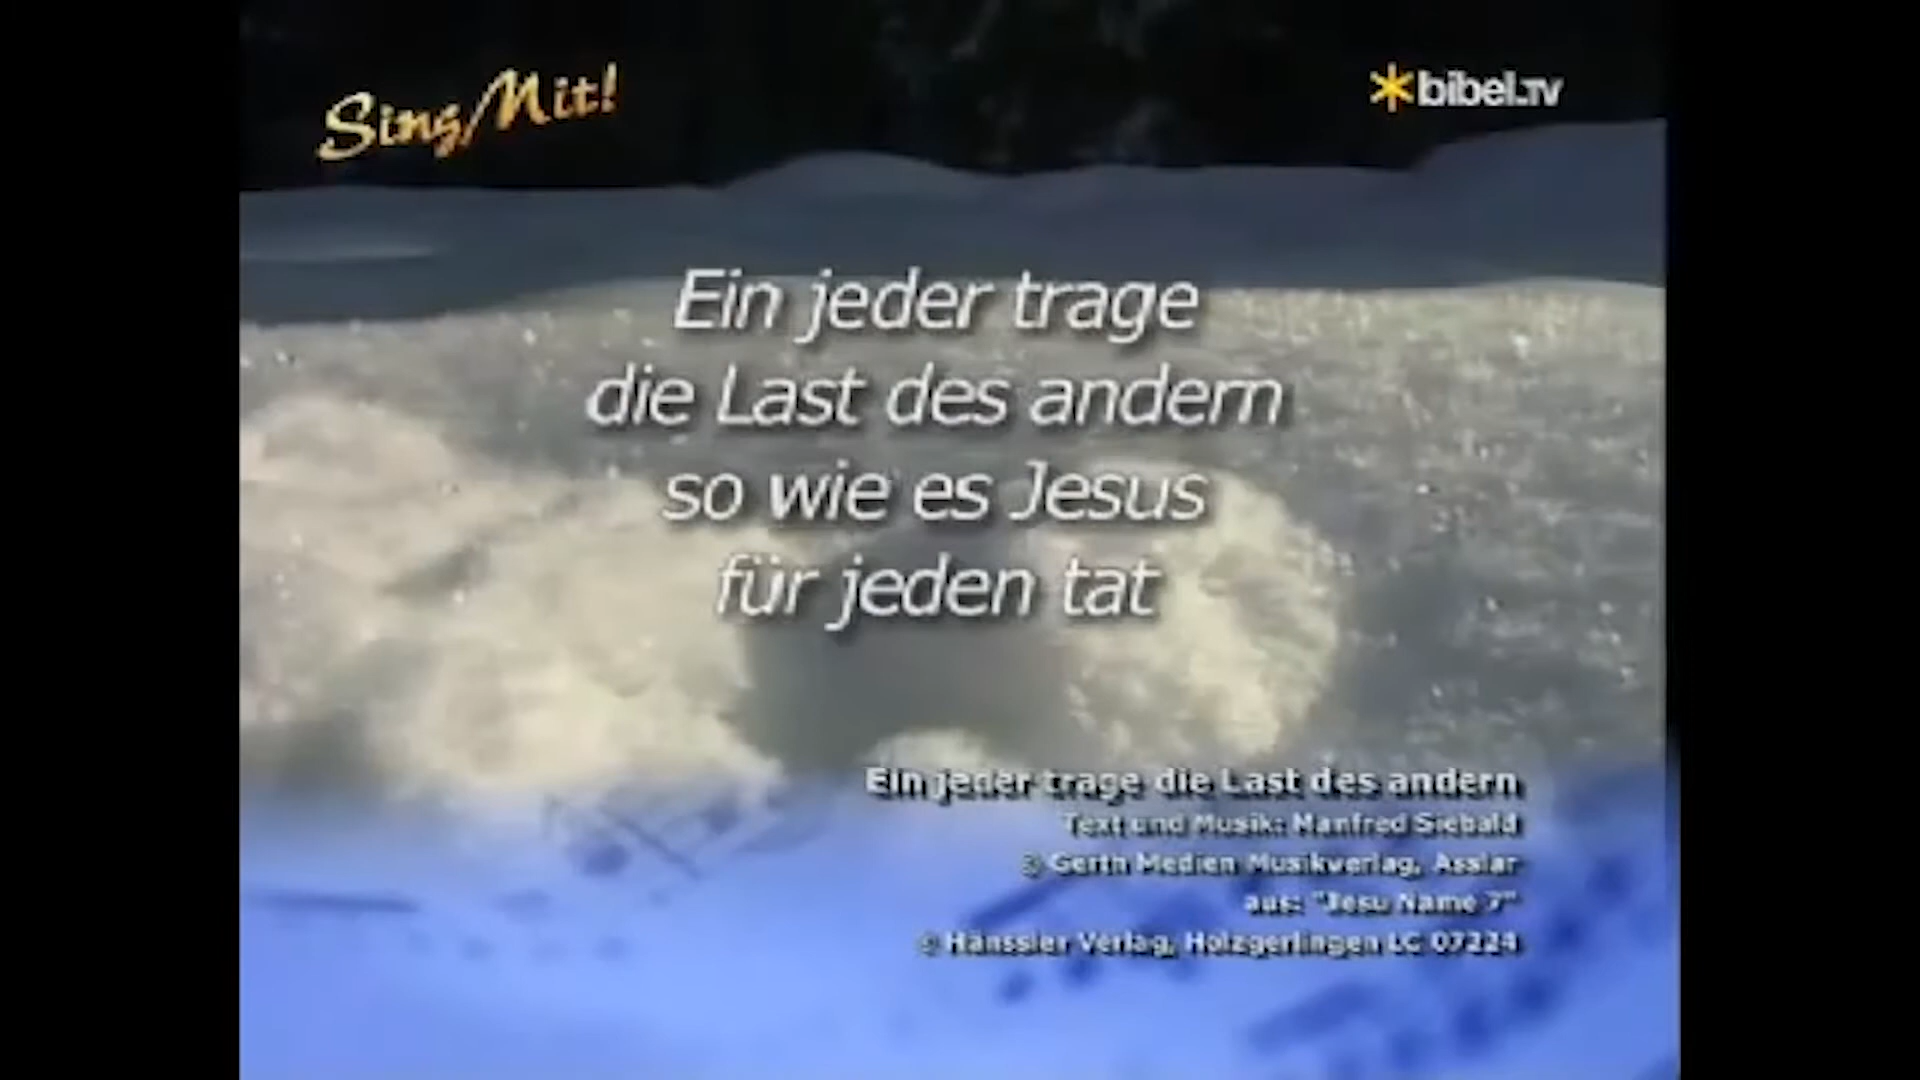 Sing Mit!
bibel.TV
Ein jeder trage
die Last des andern
so wie es Jesus
für jeden tat
Ein jeder trage die Last des andern
Text und Musik: Manfred Siebald
© Gerth Medien Musikverlag, Asslar
aus: "Jesu Name 7"
© Hänssler Verlag, Holzgerlingen LC 07224